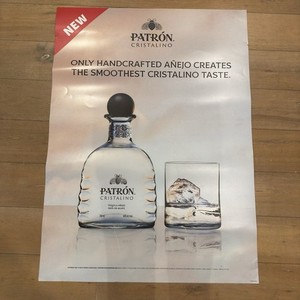 NEW
PATRÓN
CRISTALINO
ONLY HANDCRAFTED AÑEJO CREATES
THE SMOOTHEST CRISTALINO TASTE.
PATRÓN
CRISTALINO